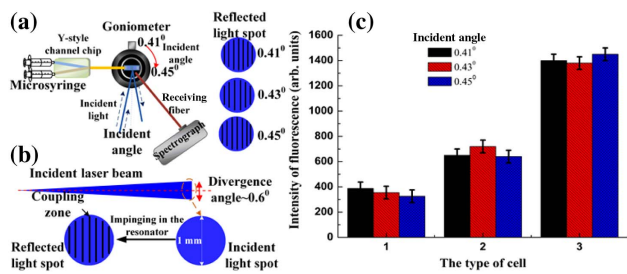 (a)
Goniometer
Y-style
channel chip
0.41⁰
Incident
angle
0.45⁰
Microsyringe
Incident
light
Incident
angle
Receiving
fiber
Spectrograph
Reflected
light spot
0.41⁰
0.43⁰
0.45⁰
(b)
Incident laser beam
Coupling
zone
Divergence
angle~0.6⁰
Impinging in the
resonator
1 mm
Reflected
light spot
Incident
light spot
(c)
Intensity of fluorescence (arb. units)
1600
1400
1200
1000
800
600
400
200
0
Incident angle
0.41⁰
0.43⁰
0.45⁰
1 2 3
The type of cell